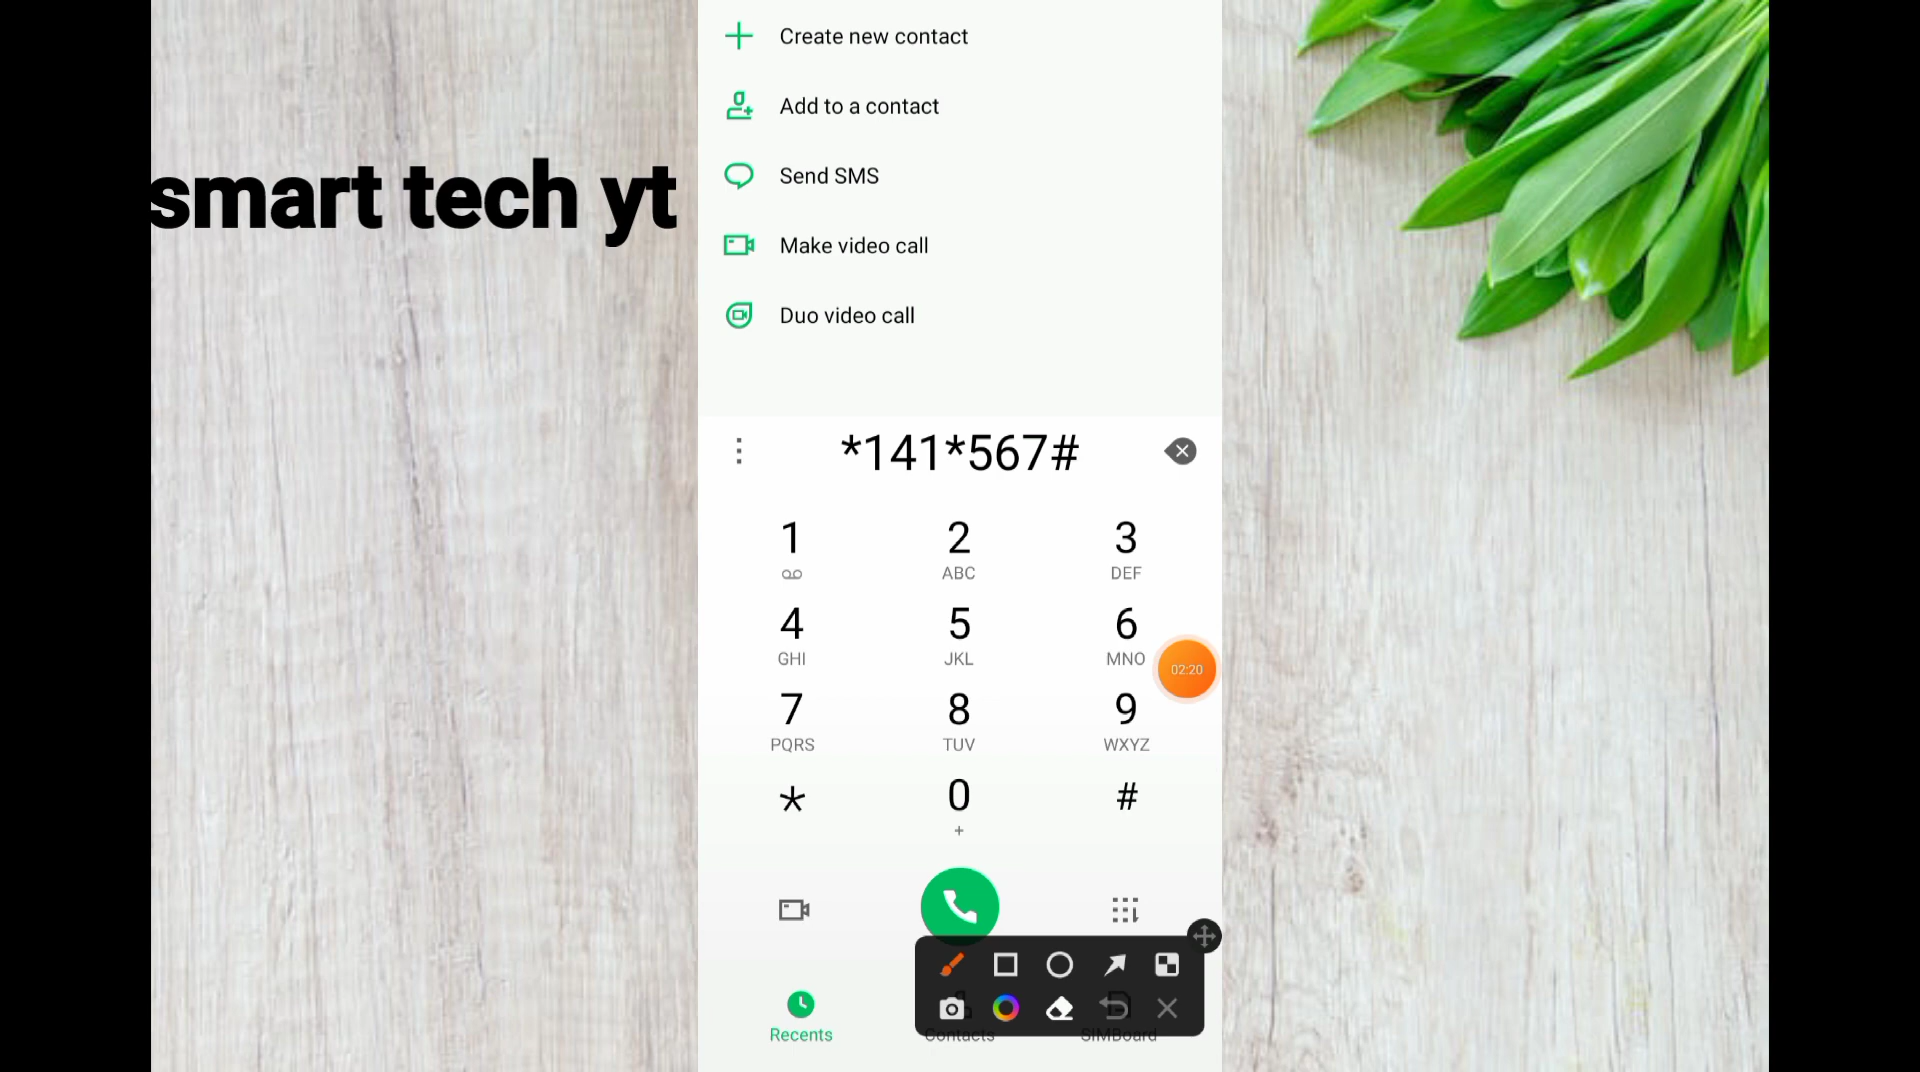 Create new contact
Add to a contact
smart tech yt
Send SMS
Make video call
Duo video call
*141*567#
1 2 3
ABC DEF
4 5 6
GHI JKL MNO
02:20
7 8 9
PQRS TUV WXYZ
* 0 #
+
Recents Contacts SIMBoard